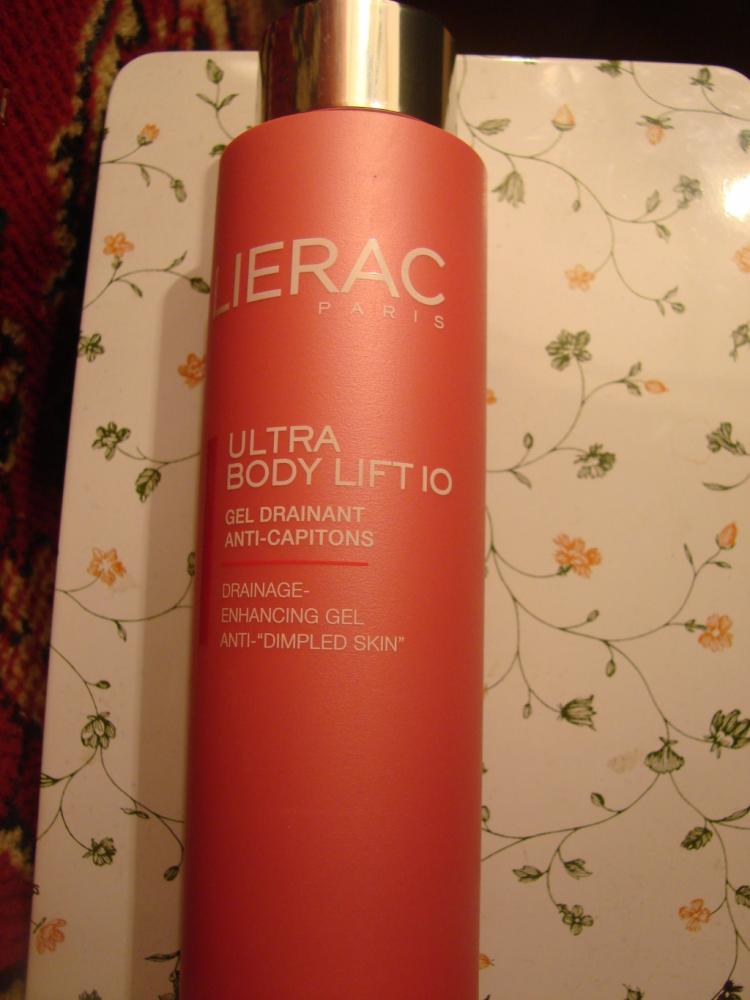 LIERAC
PARIS
ULTRA
BODY LIFT 10
GEL DRAINANT
ANTI-CAPITONS
DRAINAGE-
ENHANCING GEL
ANTI-“DIMPLED SKIN”